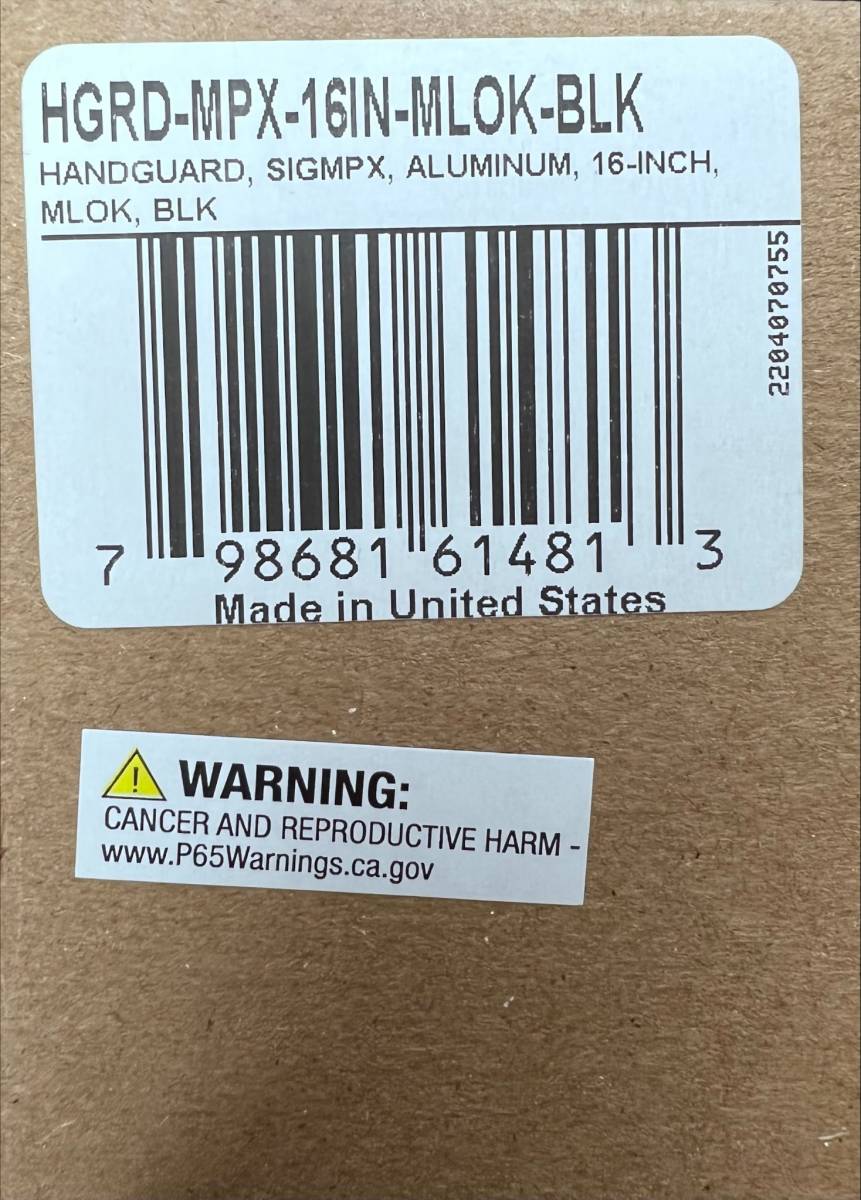 HGRD-MPX-16IN-MLOK-BLK
HANDGUARD, SIGMPX, ALUMINUM, 16-INCH,
MLOK, BLK
2204070755
7 98681 61481 3
Made in United States
WARNING:
CANCER AND REPRODUCTIVE HARM -
www.P65Warnings.ca.gov